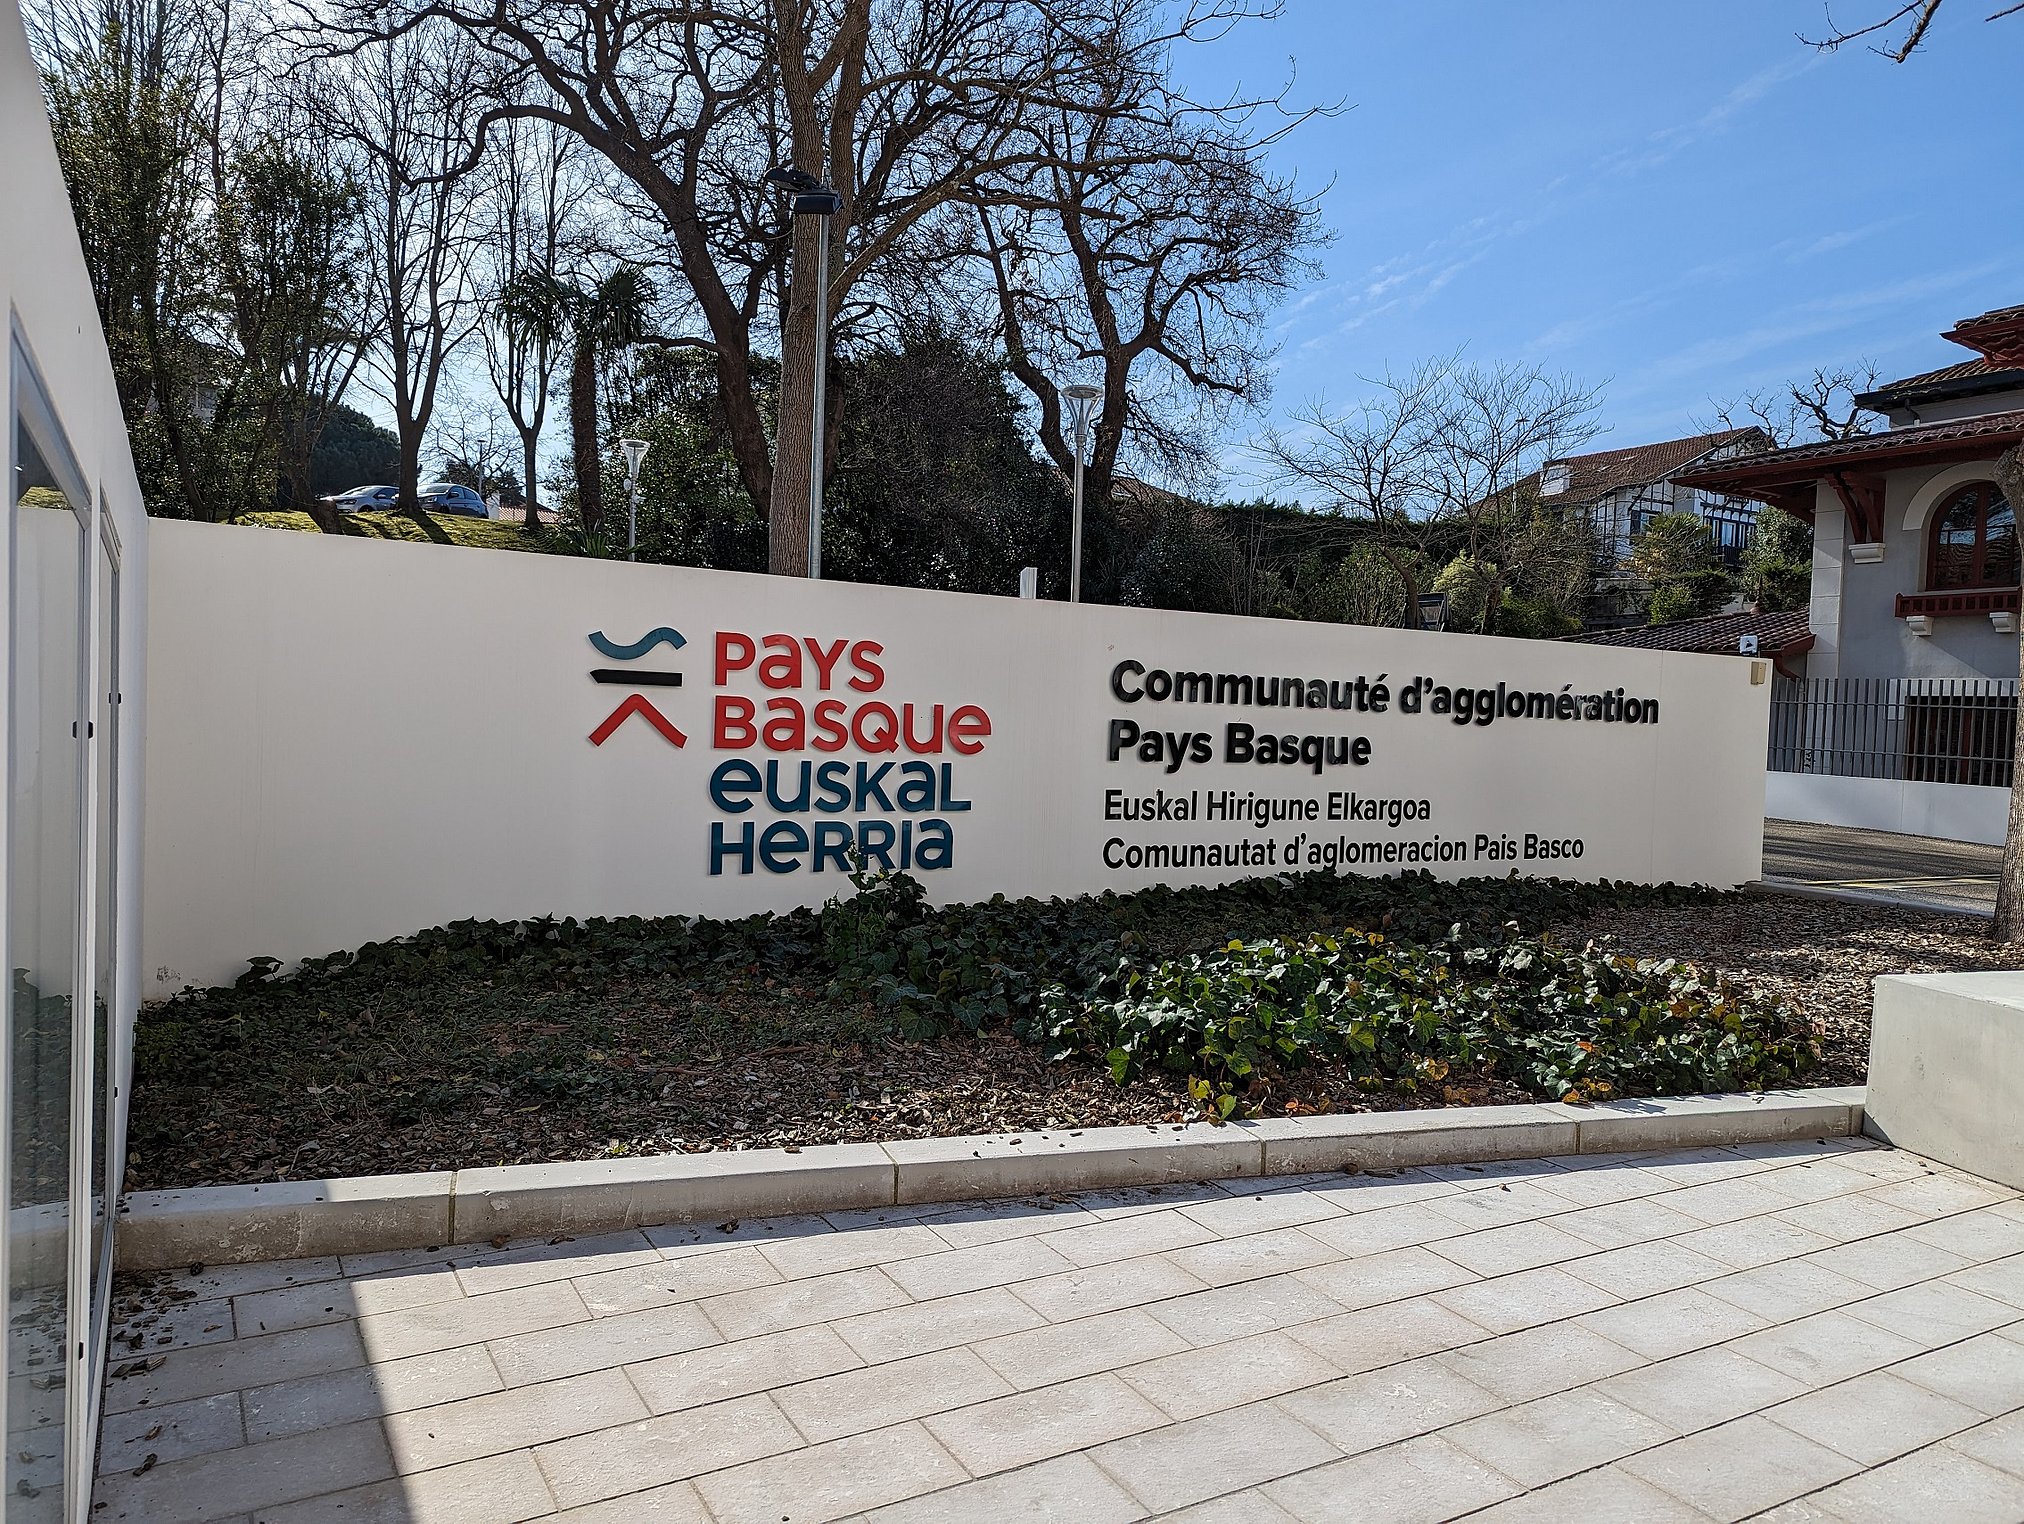 Pays
Basque
euskal
Herria
Communauté d'agglomération
Pays Basque
Euskal Hirigune Elkargoa
Comunautat d'aglomeracion Pais Basco